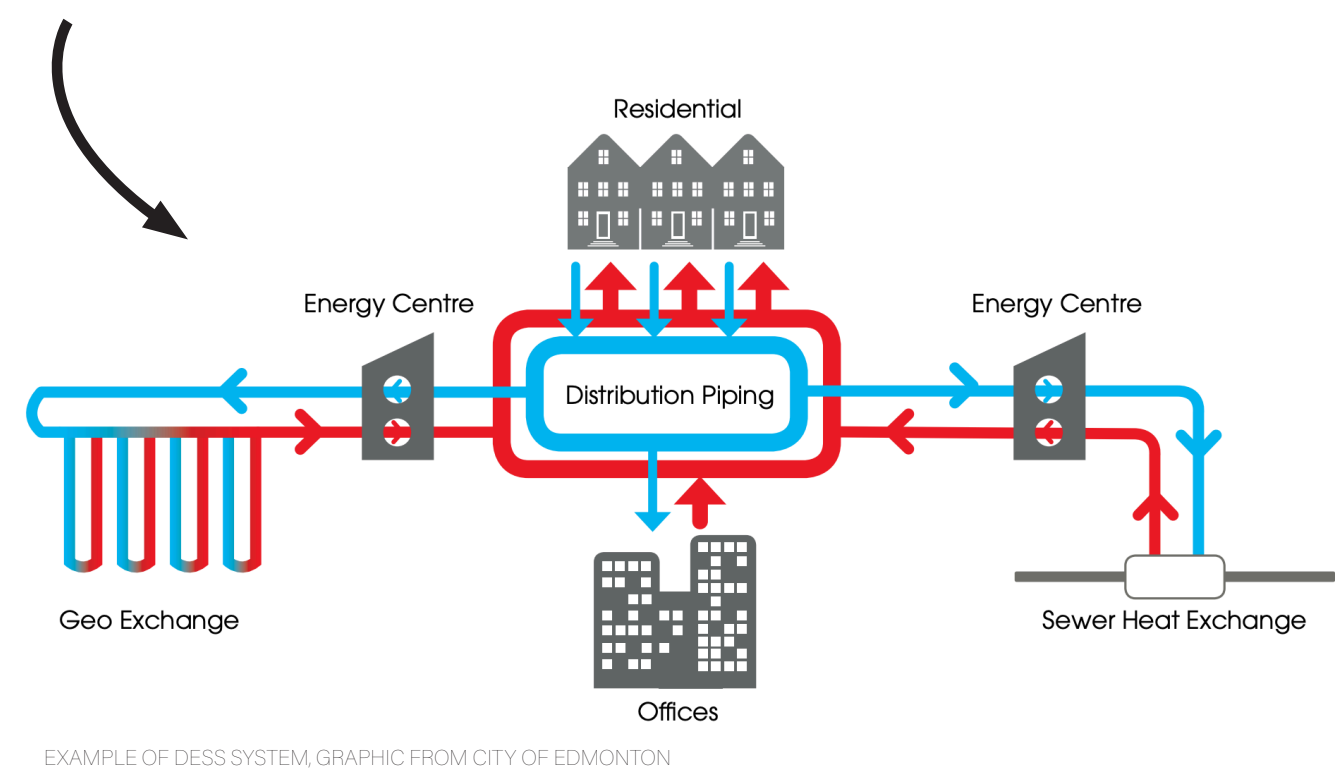 Residential
Energy Centre
Energy Centre
Distribution Piping
Geo Exchange
Sewer Heat Exchange
Offices
EXAMPLE OF DESS SYSTEM, GRAPHIC FROM CITY OF EDMONTON